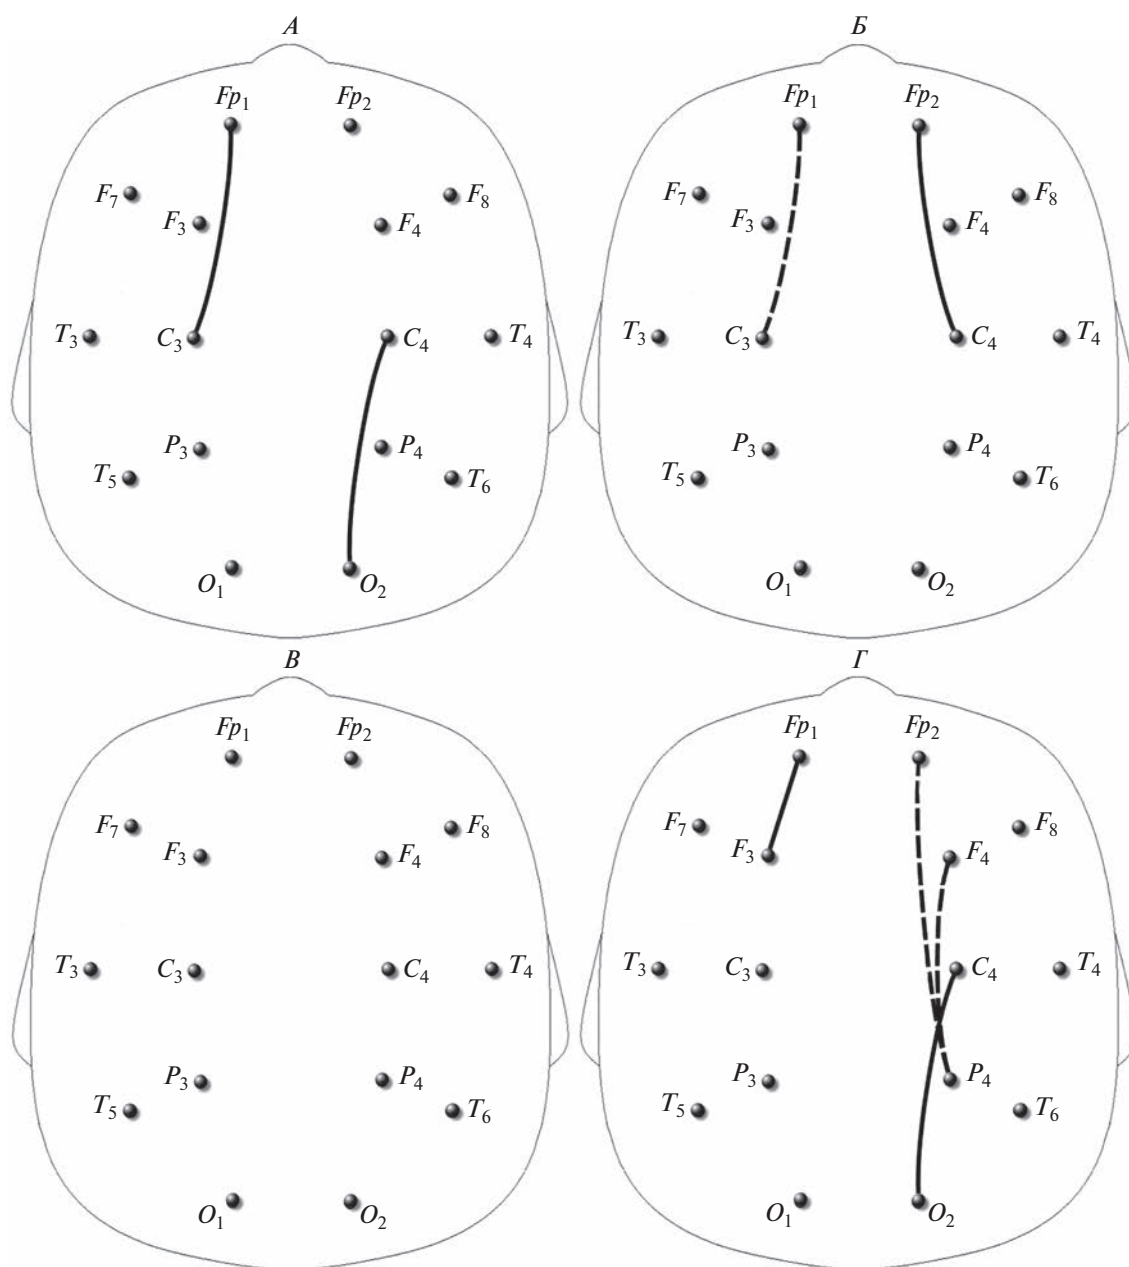 А Б
Fp₁ Fp₂ Fp₁ Fp₂
F₇ F₈ F₇ F₈
F₃ F₄ F₃ F₄
T₃ C₃ C₄ T₄ T₃ C₃ C₄ T₄
P₃ P₄ P₃ P₄
T₅ T₆ T₅ T₆
O₁ O₂ O₁ O₂
В Г
Fp₁ Fp₂ Fp₁ Fp₂
F₇ F₈ F₇ F₈
F₃ F₄ F₃ F₄
T₃ C₃ C₄ T₄ T₃ C₃ C₄ T₄
P₃ P₄ P₃ P₄
T₅ T₆ T₅ T₆
O₁ O₂ O₁ O₂